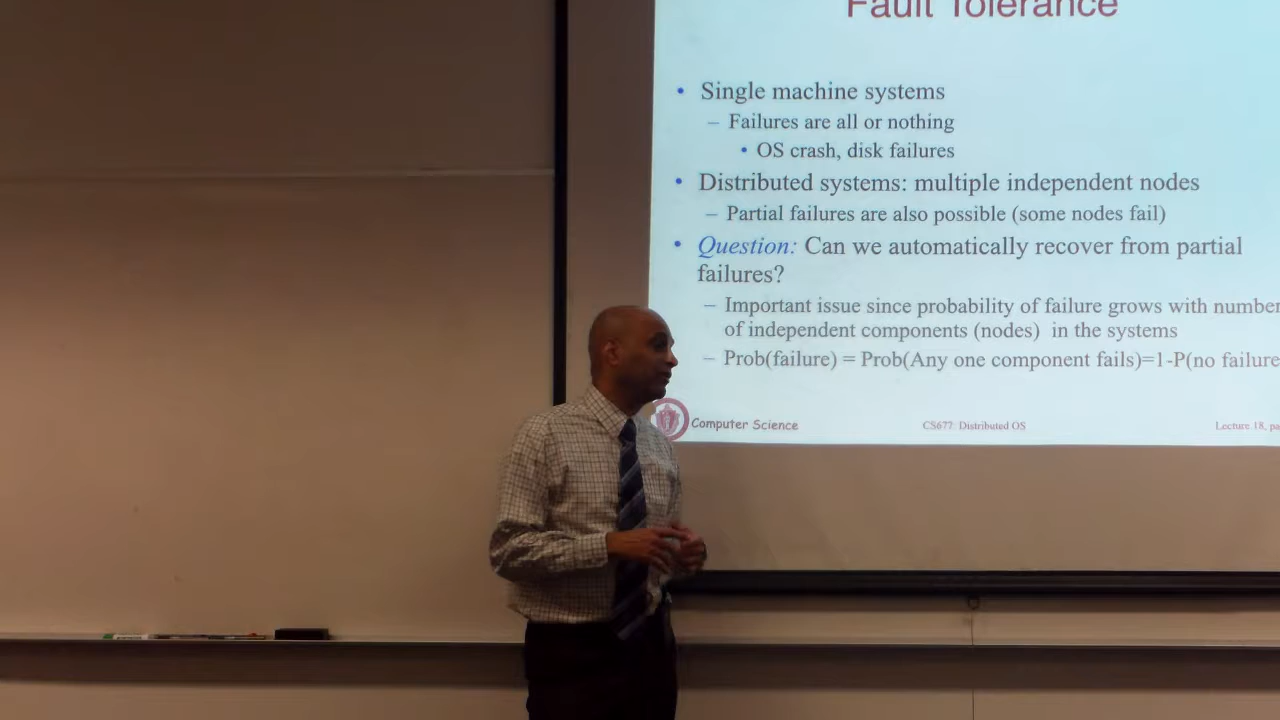 Fault Tolerance
• Single machine systems
– Failures are all or nothing
• OS crash, disk failures
• Distributed systems: multiple independent nodes
– Partial failures are also possible (some nodes fail)
• Question: Can we automatically recover from partial
failures?
– Important issue since probability of failure grows with number
of independent components (nodes) in the systems
– Prob(failure) = Prob(Any one component fails)=1-P(no failure
Computer Science
CS677: Distributed OS
Lecture 18, pa